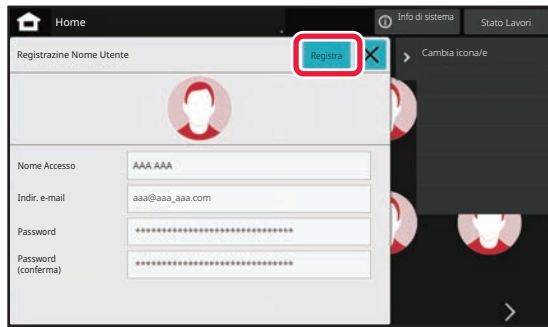 Home
Info di sistema
Stato Lavori
Registrazine Nome Utente
Registra
Cambia icona/e
Nome Accesso
AAA AAA
Indir. e-mail
aaa@aaa_aaa.com
Password
********************************
Password
(conferma)
********************************